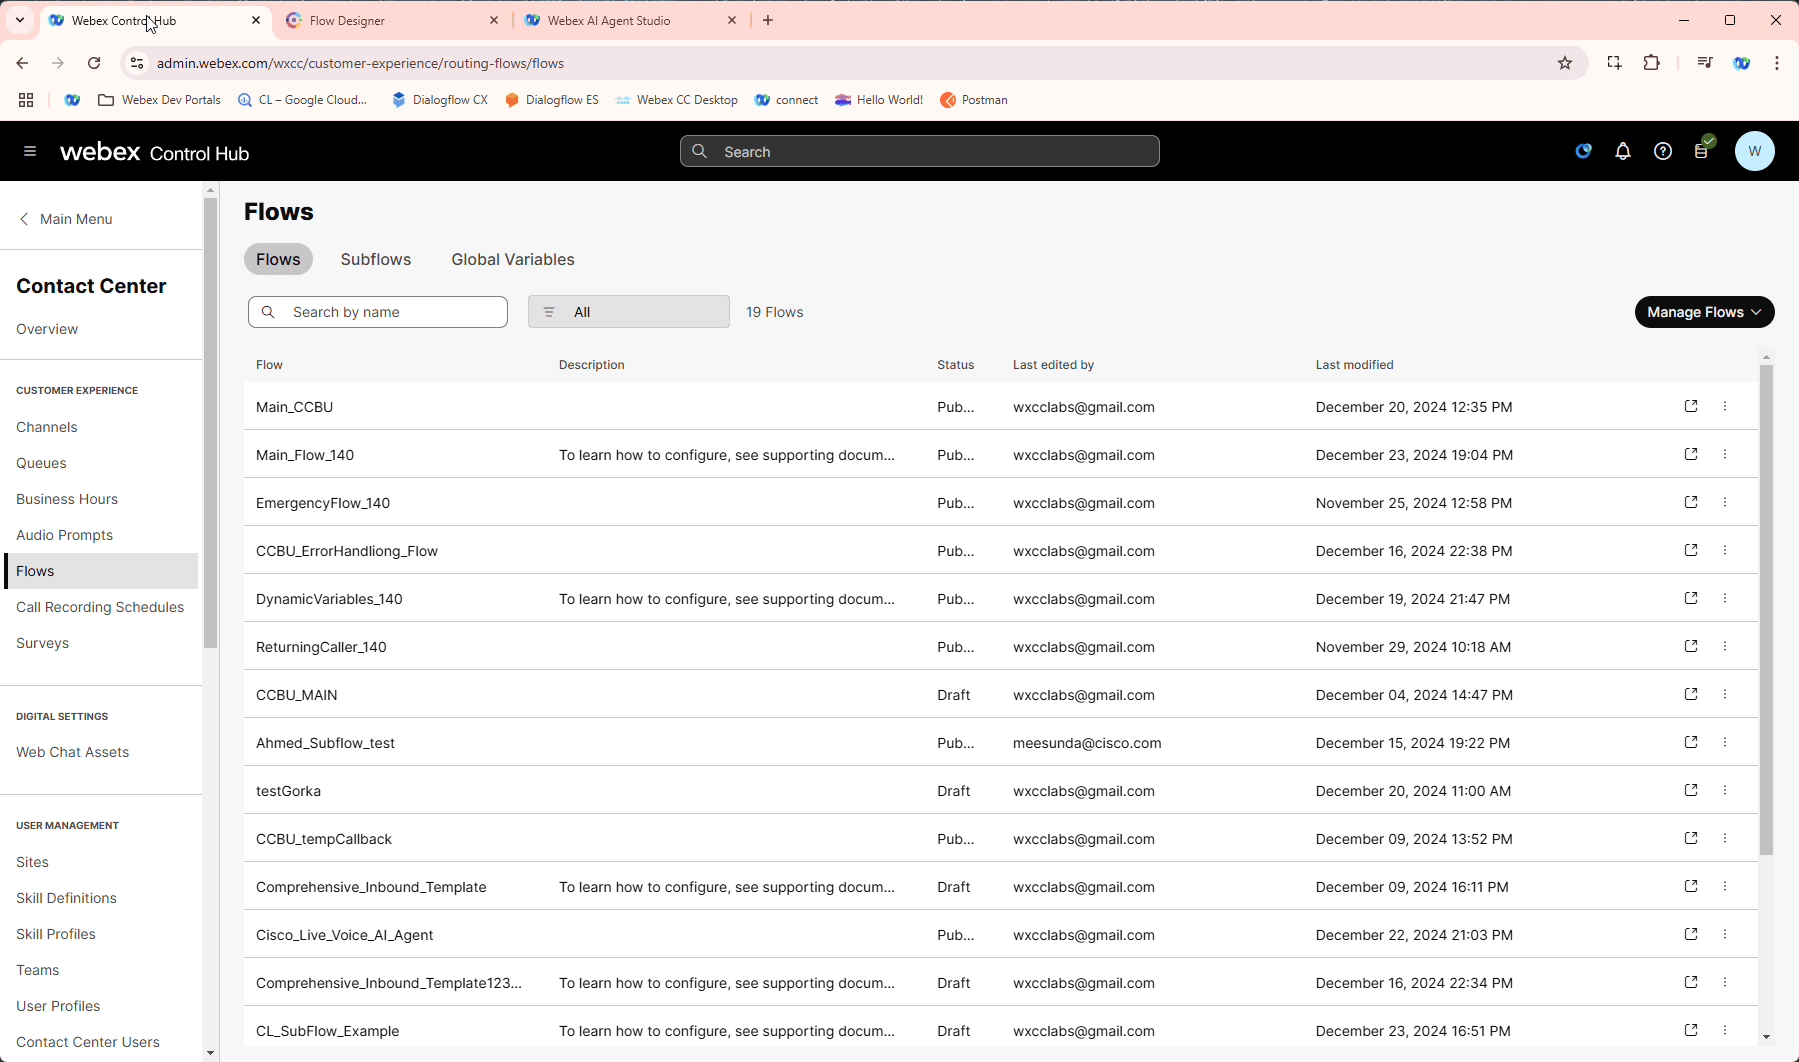 Webex Control Hub
Flow Designer
Webex AI Agent Studio
admin.webex.com/wxcc/customer-experience/routing-flows/flows
Webex Dev Portals
CL – Google Cloud...
Dialogflow CX
Dialogflow ES
Webex CC Desktop
connect
Hello World!
Postman
webex Control Hub
Search
W
Main Menu
Contact Center
Overview
CUSTOMER EXPERIENCE
Channels
Queues
Business Hours
Audio Prompts
Flows
Call Recording Schedules
Surveys
DIGITAL SETTINGS
Web Chat Assets
USER MANAGEMENT
Sites
Skill Definitions
Skill Profiles
Teams
User Profiles
Contact Center Users
Flows
Flows Subflows Global Variables
Search by name All 19 Flows Manage Flows
Flow Description Status Last edited by Last modified
Main_CCBU Pub... wxcclabs@gmail.com December 20, 2024 12:35 PM
Main_Flow_140 To learn how to configure, see supporting docum... Pub... wxcclabs@gmail.com December 23, 2024 19:04 PM
EmergencyFlow_140 Pub... wxcclabs@gmail.com November 25, 2024 12:58 PM
CCBU_ErrorHandliong_Flow Pub... wxcclabs@gmail.com December 16, 2024 22:38 PM
DynamicVariables_140 To learn how to configure, see supporting docum... Pub... wxcclabs@gmail.com December 19, 2024 21:47 PM
ReturningCaller_140 Pub... wxcclabs@gmail.com November 29, 2024 10:18 AM
CCBU_MAIN Draft wxcclabs@gmail.com December 04, 2024 14:47 PM
Ahmed_Subflow_test Pub... meesunda@cisco.com December 15, 2024 19:22 PM
testGorka Draft wxcclabs@gmail.com December 20, 2024 11:00 AM
CCBU_tempCallback Pub... wxcclabs@gmail.com December 09, 2024 13:52 PM
Comprehensive_Inbound_Template To learn how to configure, see supporting docum... Draft wxcclabs@gmail.com December 09, 2024 16:11 PM
Cisco_Live_Voice_AI_Agent Pub... wxcclabs@gmail.com December 22, 2024 21:03 PM
Comprehensive_Inbound_Template123... To learn how to configure, see supporting docum... Draft wxcclabs@gmail.com December 16, 2024 22:34 PM
CL_SubFlow_Example To learn how to configure, see supporting docum... Draft wxcclabs@gmail.com December 23, 2024 16:51 PM